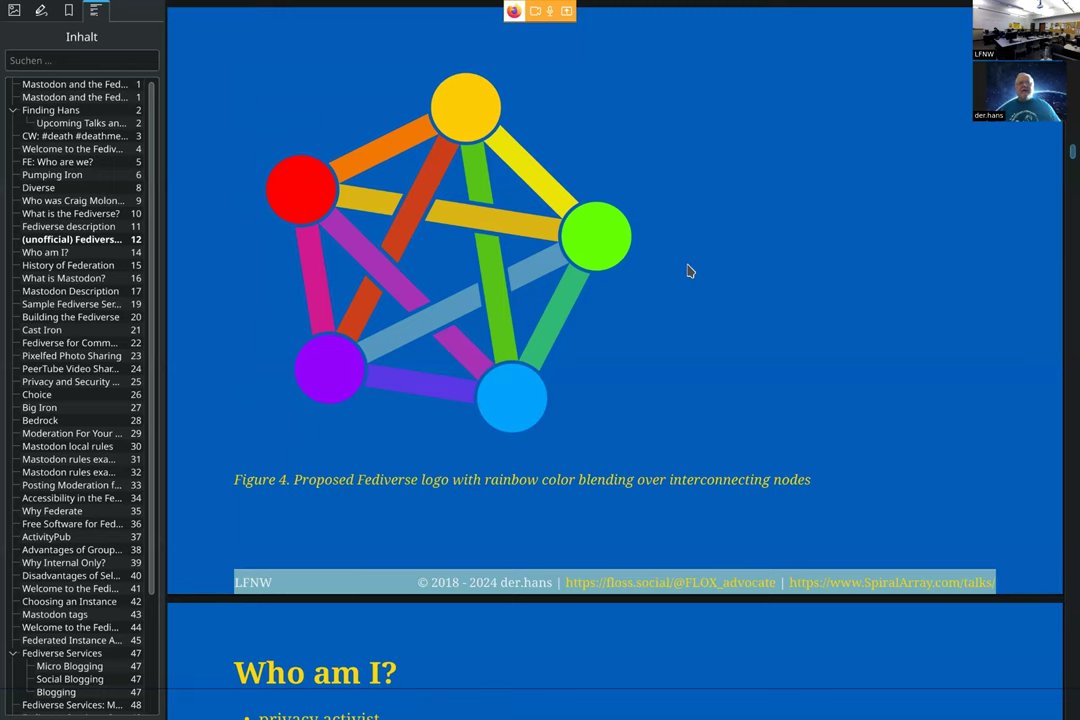 Inhalt
Suchen ...
Mastodon and the Fed... 1
Mastodon and the Fed... 1
Finding Hans 2
Upcoming Talks an... 2
CW: #death #deathme... 3
Welcome to the Fediv... 4
FE: Who are we? 5
Pumping Iron 6
Diverse 8
Who was Craig Molon... 9
What is the Fediverse? 10
Fediverse description 11
(unofficial) Fedivers... 12
Who am I? 14
History of Federation 15
What is Mastodon? 16
Mastodon Description 17
Sample Fediverse Ser... 19
Building the Fediverse 20
Cast Iron 21
Fediverse for Comm... 22
Pixelfed Photo Sharing 23
PeerTube Video Shar... 24
Privacy and Security ... 25
Choice 26
Big Iron 27
Bedrock 28
Moderation For Your ... 29
Mastodon local rules 30
Mastodon rules exa... 31
Mastodon rules exa... 32
Posting Moderation f... 33
Accessibility in the Fe... 34
Why Federate 35
Free Software for Fed... 36
ActivityPub 37
Advantages of Group... 38
Why Internal Only? 39
Disadvantages of Sel... 40
Welcome to the Fedi... 41
Choosing an Instance 42
Mastodon tags 43
Welcome to the Fedi... 44
Federated Instance A... 45
Fediverse Services 47
Micro Blogging 47
Social Blogging 47
Blogging 47
Fediverse Services: M... 48
LFNW
der.hans
Figure 4. Proposed Fediverse logo with rainbow color blending over interconnecting nodes
LFNW © 2018 - 2024 der.hans | https://floss.social/@FLOX_advocate | https://www.SpiralArray.com/talks/
Who am I?
• privacy activist